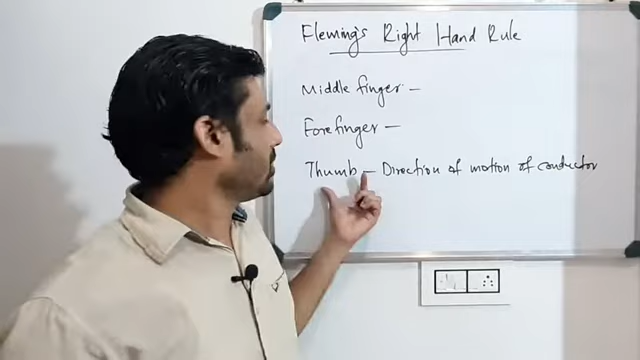 Fleming's Right Hand Rule
Middle finger –
Forefinger –
Thumb – Direction of motion of conductor